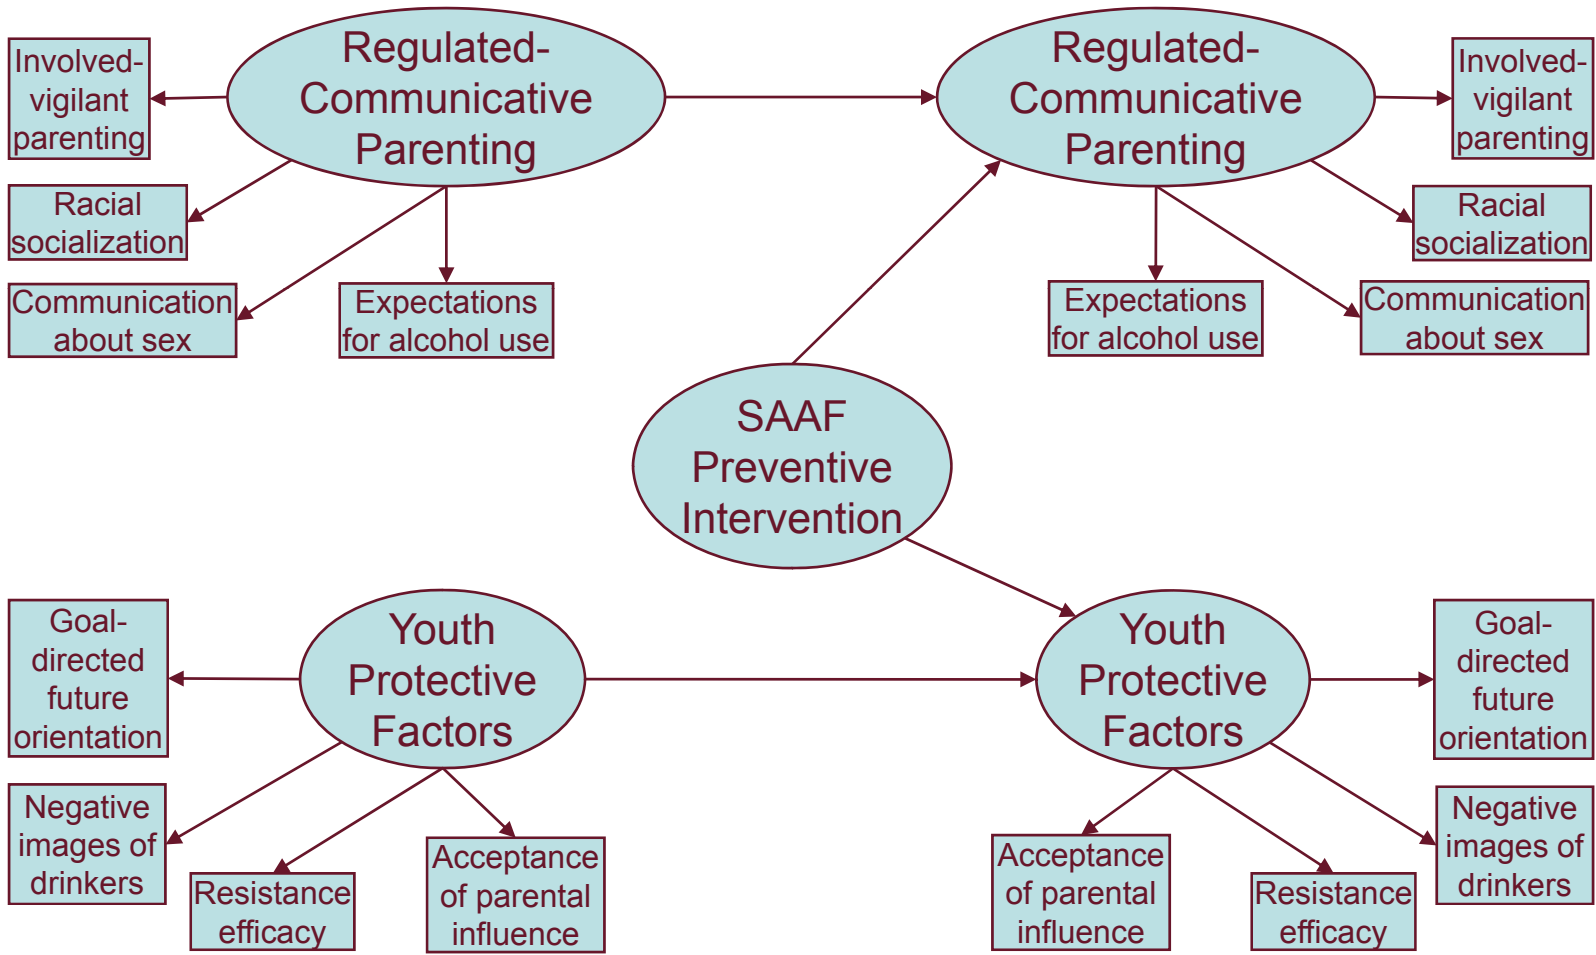 Regulated-
Communicative
Parenting
Involved-
vigilant
parenting
Racial
socialization
Communication
about sex
Expectations
for alcohol use
Regulated-
Communicative
Parenting
Involved-
vigilant
parenting
Racial
socialization
Communication
about sex
Expectations
for alcohol use
SAAF
Preventive
Intervention
Youth
Protective
Factors
Goal-
directed
future
orientation
Negative
images of
drinkers
Resistance
efficacy
Acceptance
of parental
influence
Youth
Protective
Factors
Goal-
directed
future
orientation
Negative
images of
drinkers
Resistance
efficacy
Acceptance
of parental
influence